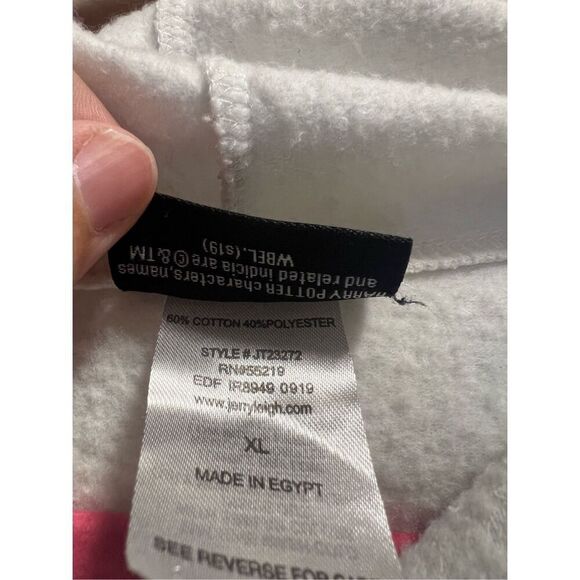 HARRY POTTER characters, names
and related indicia are © & TM
WBEI. (s19)
60% COTTON 40%POLYESTER
STYLE # JT23272
RN#55219
EDF IR8949 0919
www.jerryleigh.com
XL
MADE IN EGYPT
SEE REVERSE FOR